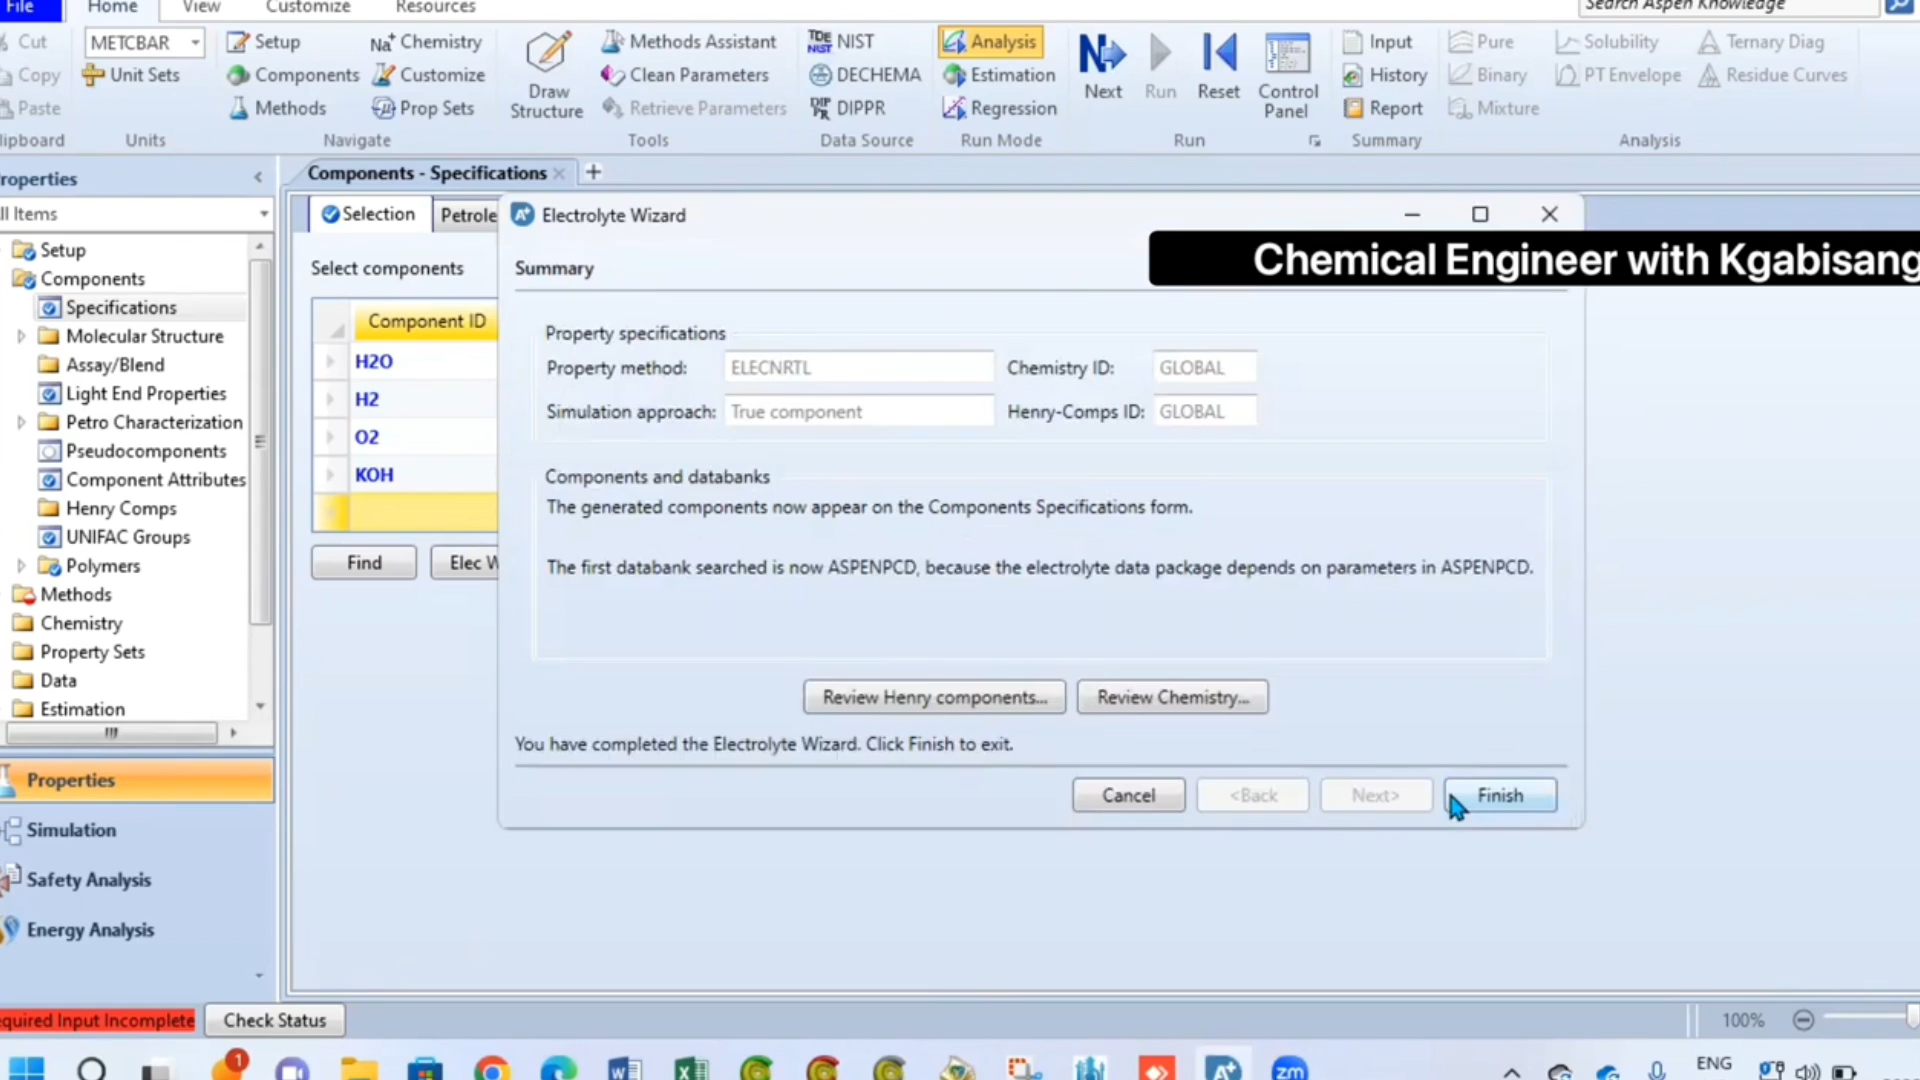 File Home View Customize Resources Search Aspen Knowledge
Cut METCBAR Setup Na+ Chemistry Methods Assistant TDE NIST NIST Analysis Input Pure Solubility Ternary Diag
Copy Unit Sets Components Customize Clean Parameters DECHEMA Estimation History Binary PT Envelope Residue Curves
Paste Methods Prop Sets Draw Structure Retrieve Parameters DIPPR Regression Next Run Reset Control Panel Report Mixture
lipboard Units Navigate Tools Data Source Run Mode Run Summary Analysis
roperties
ll Items
Setup
Components
Specifications
Molecular Structure
Assay/Blend
Light End Properties
Petro Characterization
Pseudocomponents
Component Attributes
Henry Comps
UNIFAC Groups
Polymers
Methods
Chemistry
Property Sets
Data
Estimation
Properties
Simulation
Safety Analysis
Energy Analysis
Components - Specifications
Selection Petrole
Select components
Component ID
H2O
H2
O2
KOH
Find Elec W
Electrolyte Wizard
Chemical Engineer with Kgabisang
Summary
Property specifications
Property method: ELECNRTL Chemistry ID: GLOBAL
Simulation approach: True component Henry-Comps ID: GLOBAL
Components and databanks
The generated components now appear on the Components Specifications form.
The first databank searched is now ASPENPCD, because the electrolyte data package depends on parameters in ASPENPCD.
Review Henry components... Review Chemistry...
You have completed the Electrolyte Wizard. Click Finish to exit.
Cancel <Back Next> Finish
equired Input Incomplete Check Status 100%
1 zm ENG